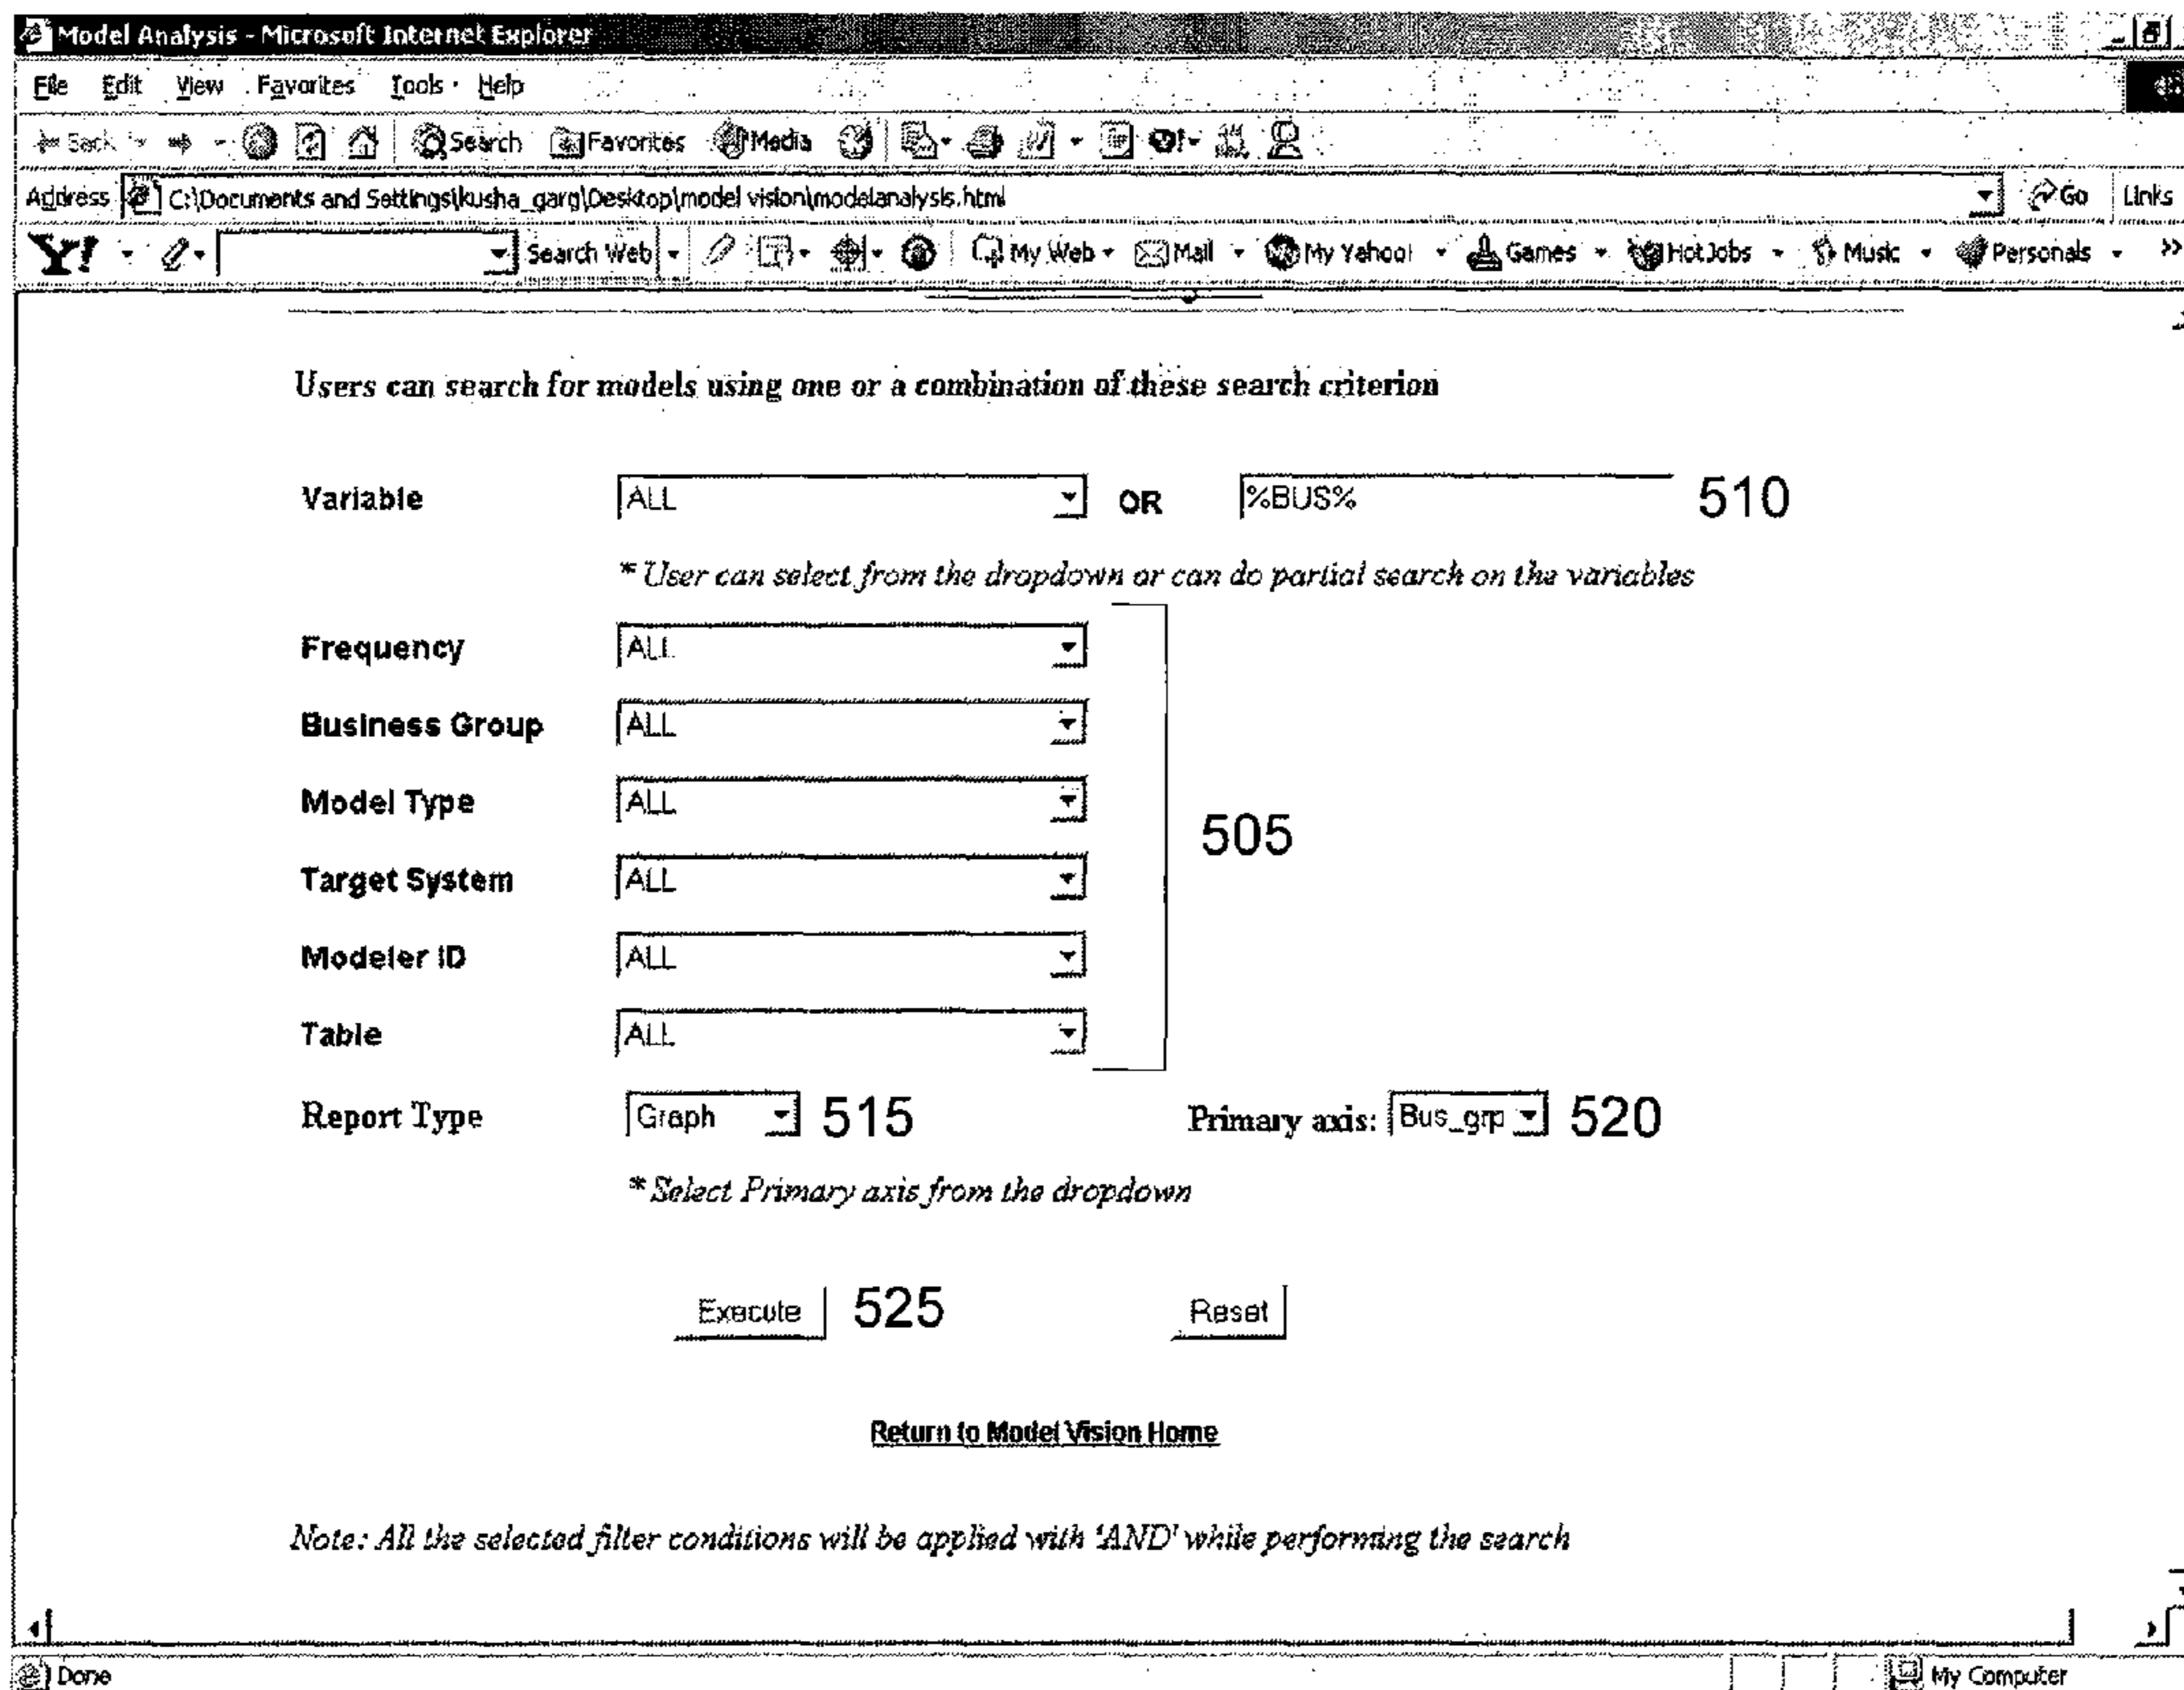 Model Analysis - Microsoft Internet Explorer
File Edit View Favorites Tools Help
Back Search Favorites Media
Address C:\Documents and Settings\kusha_garg\Desktop\model vision\modelanalysis.html Go Links
Y! Search Web My Web Mail My Yahoo! Games HotJobs Music Personals »
Users can search for models using one or a combination of these search criterion
Variable ALL OR %BUS% 510
* User can select from the dropdown or can do partial search on the variables
Frequency ALL
Business Group ALL
Model Type ALL
505
Target System ALL
Modeler ID ALL
Table ALL
Report Type Graph 515 Primary axis: Bus_grp 520
* Select Primary axis from the dropdown
Execute 525 Reset
Return to Model Vision Home
Note: All the selected filter conditions will be applied with 'AND' while performing the search
Done My Computer